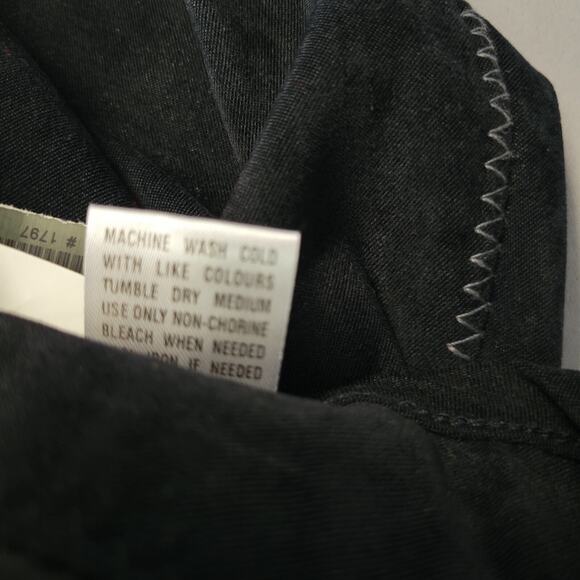 MACHINE WASH COLD
WITH LIKE COLOURS
TUMBLE DRY MEDIUM
USE ONLY NON-CHORINE
BLEACH WHEN NEEDED
IRON IF NEEDED
# 1797